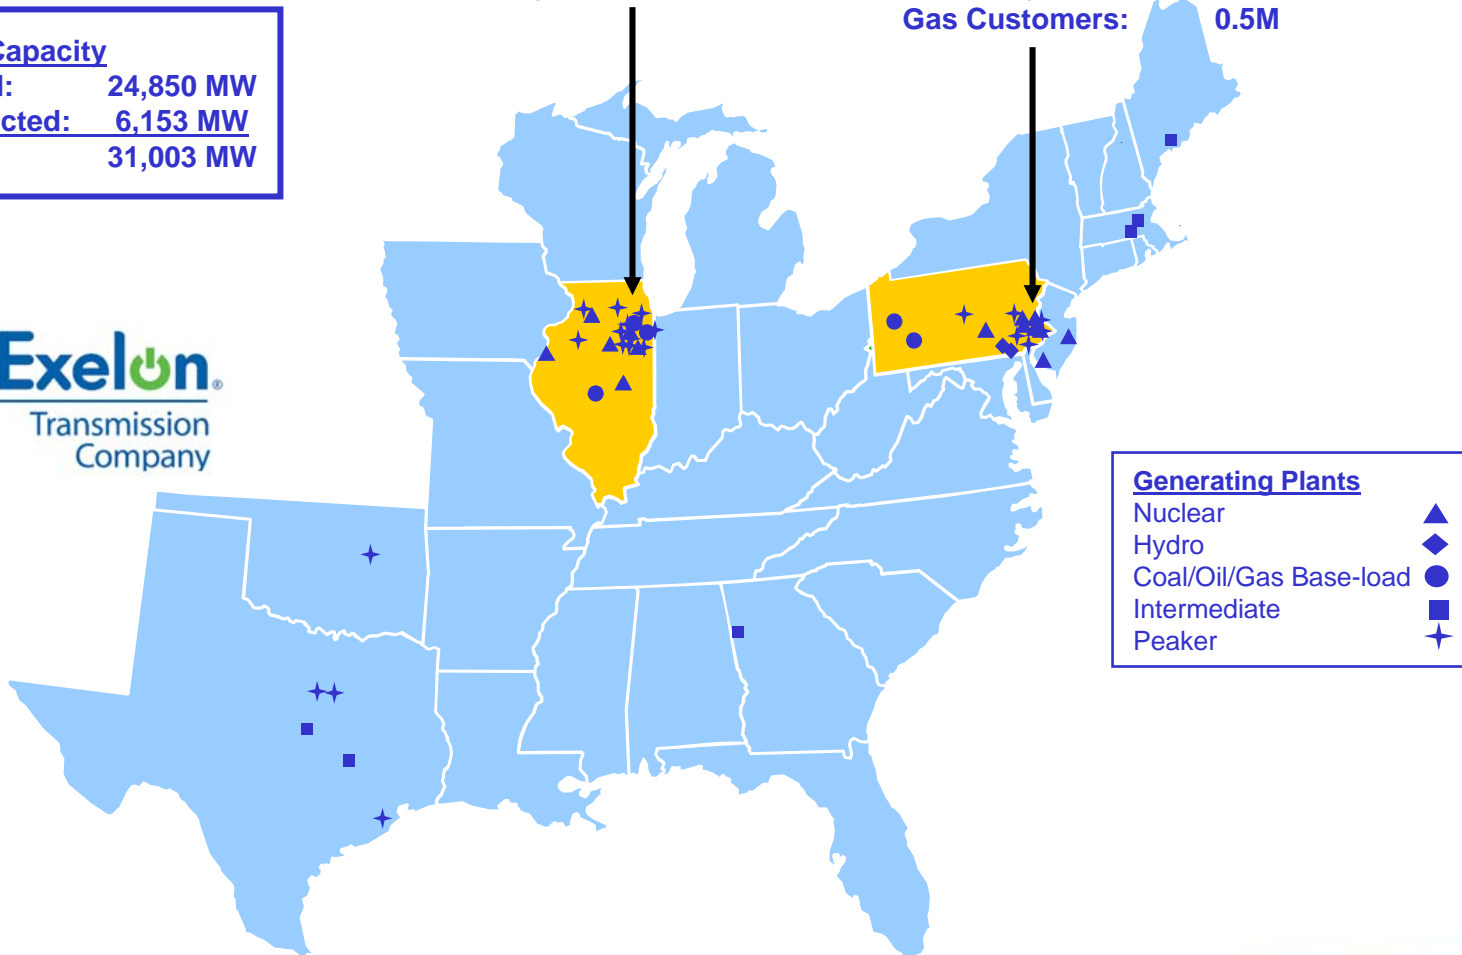 Gas Customers: 0.5M
Capacity
24,850 MW
6,153 MW
31,003 MW
Exelon®
Transmission
Company
Generating Plants
Nuclear
Hydro
Coal/Oil/Gas Base-load
Intermediate
Peaker